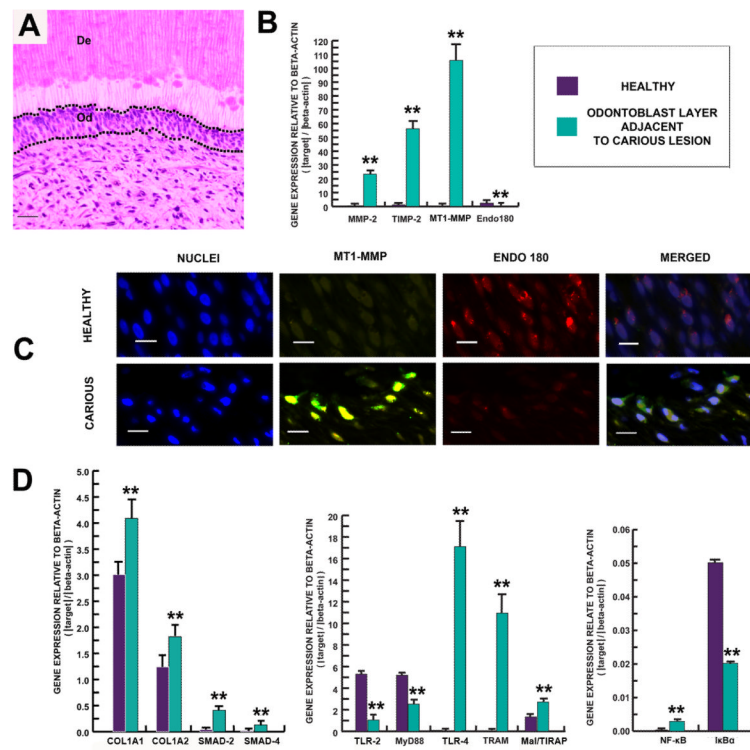 A
De
Od
B
GENE EXPRESSION RELATIVE TO BETA-ACTIN
( |target| / |beta-actin| )
120
110
100
90
80
70
60
50
40
30
20
10
0
** ** ** **
MMP-2 TIMP-2 MT1-MMP Endo180
HEALTHY
ODONTOBLAST LAYER
ADJACENT
TO CARIOUS LESION
C
NUCLEI MT1-MMP ENDO 180 MERGED
HEALTHY
CARIOUS
D
GENE EXPRESSION RELATIVE TO BETA-ACTIN
( |target| / |beta-actin| )
5.0
4.5
4.0
3.5
3.0
2.5
2.0
1.5
1.0
0.5
0.0
** ** ** **
COL1A1 COL1A2 SMAD-2 SMAD-4
GENE EXPRESSION RELATIVE TO BETA-ACTIN
( |target| / |beta-actin| )
20
18
16
14
12
10
8
6
4
2
0
** ** ** ** **
TLR-2 MyD88 TLR-4 TRAM Mal/TIRAP
GENE EXPRESSION RELATE TO BETA-ACTIN
( |target| / |beta-actin| )
0.06
0.05
0.04
0.03
0.02
0.01
0.00
** **
NF-κB IκBα